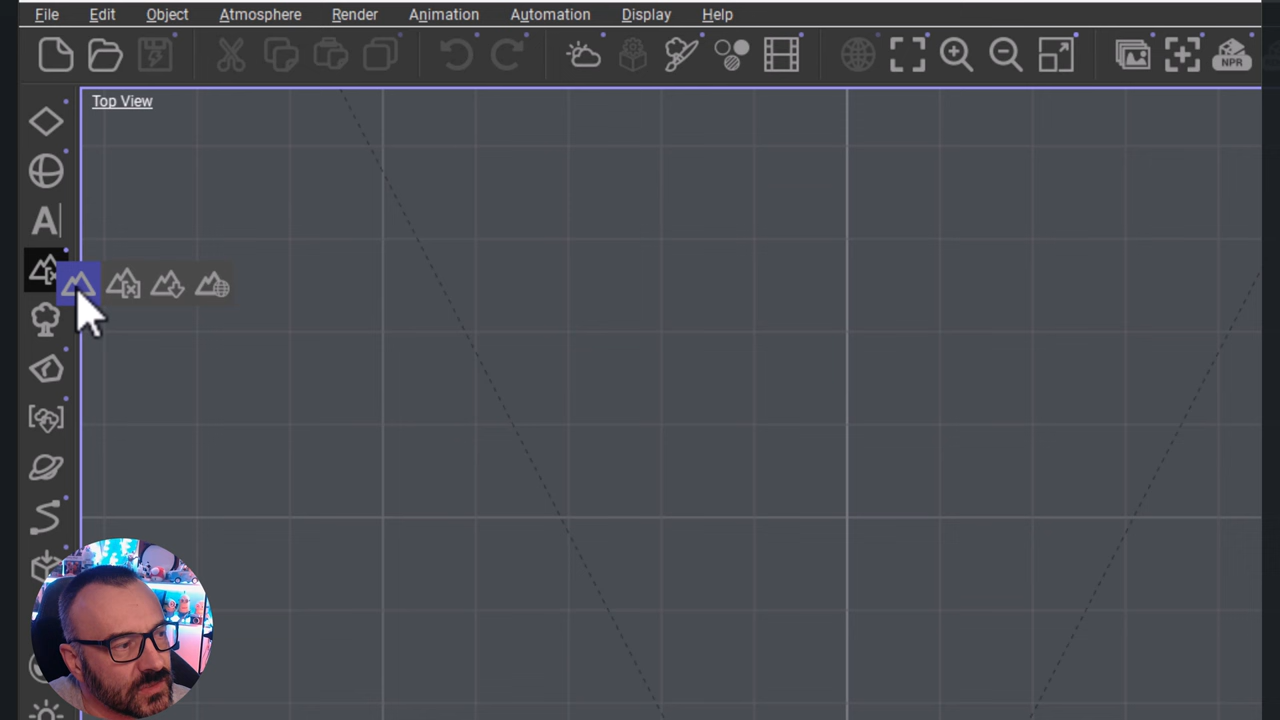 File Edit Object Atmosphere Render Animation Automation Display Help
NPR
Top View
A